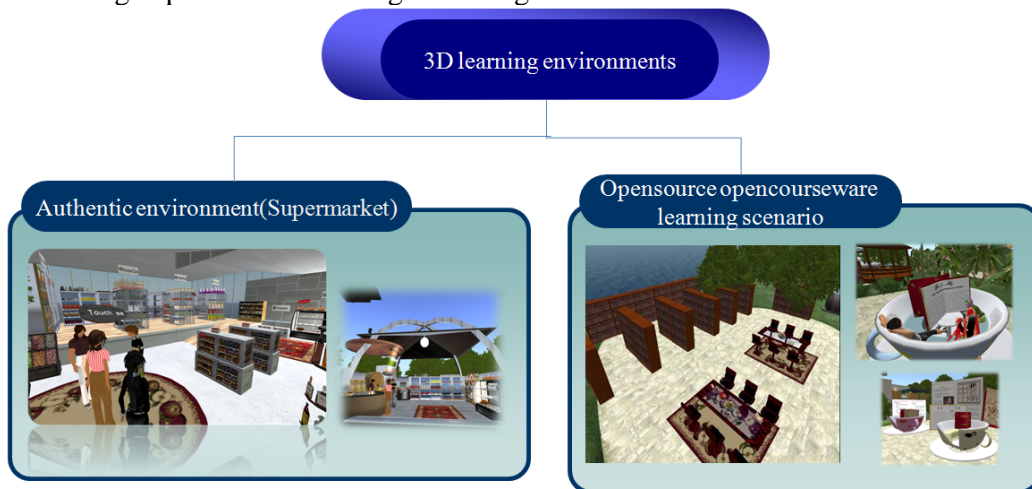 3D learning environments
Authentic environment(Supermarket)
Opensource opencourseware
learning scenario